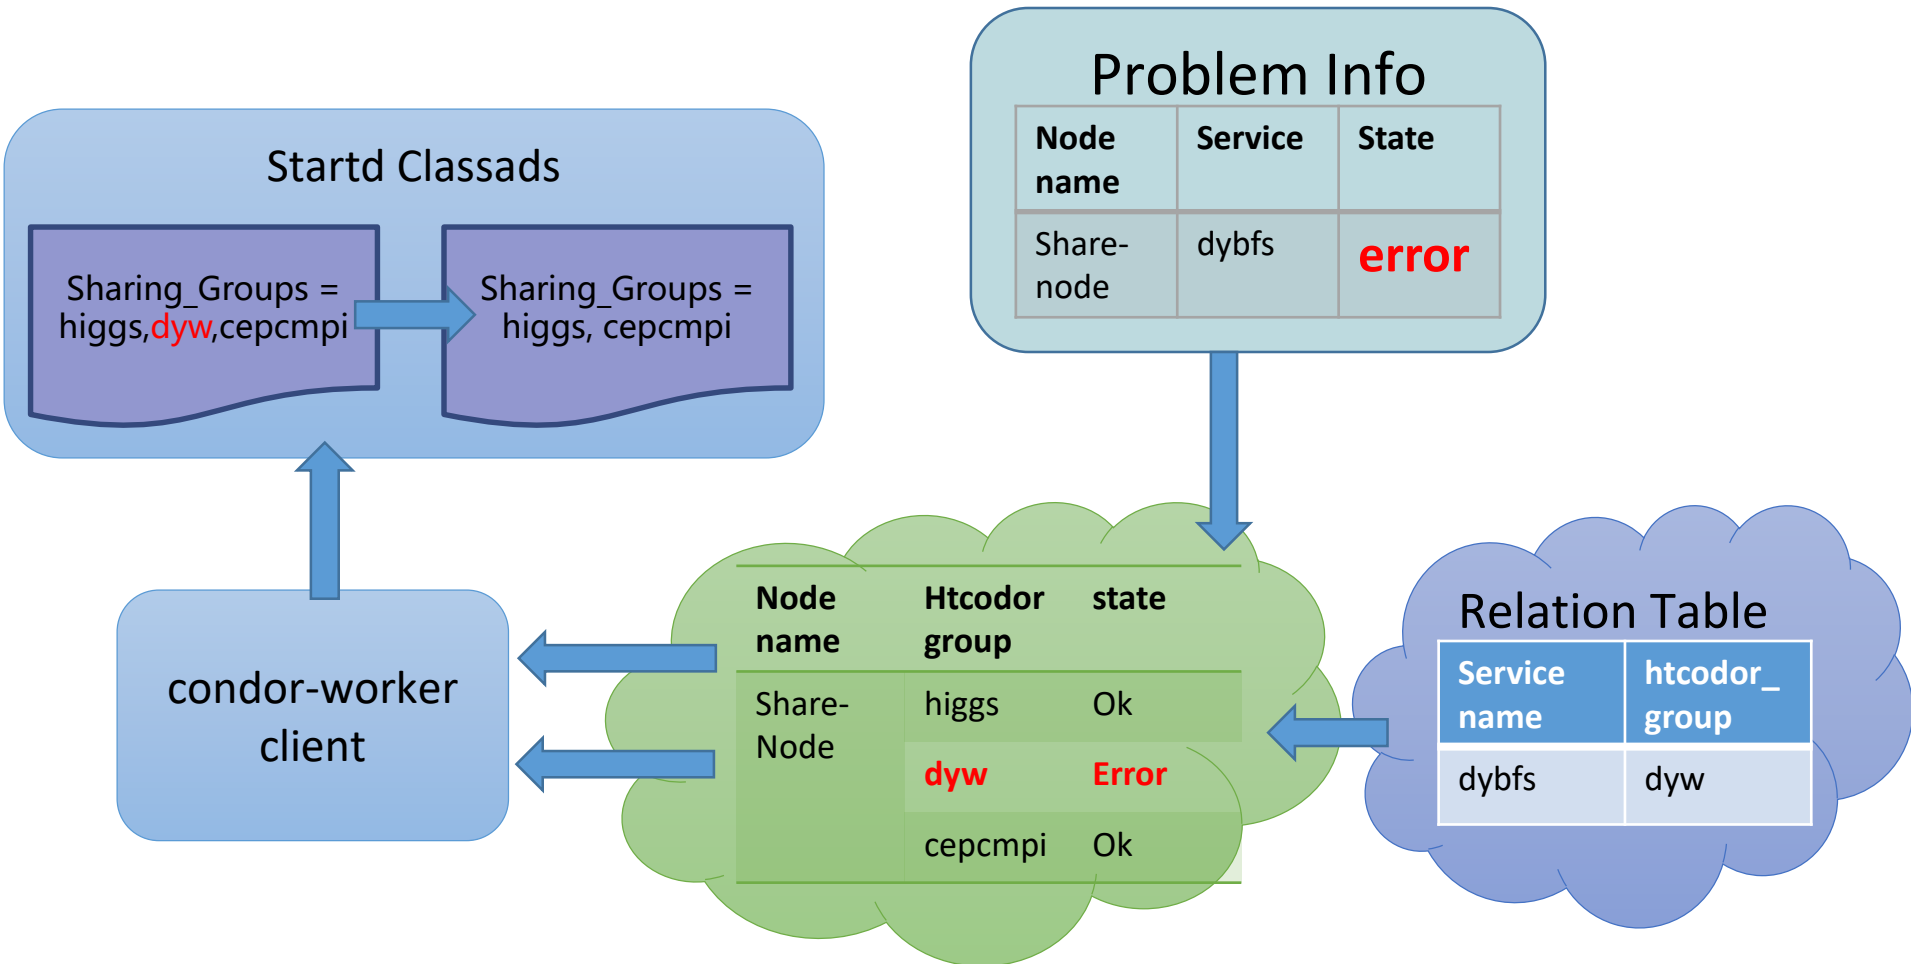 Problem Info
Node name Service State
Share-node dybfs error
Startd Classads
Sharing_Groups =
higgs,dyw,cepcmpi
Sharing_Groups =
higgs, cepcmpi
condor-worker
client
Node name Htcodor group state
Share-Node higgs Ok
dyw Error
cepcmpi Ok
Relation Table
Service name htcodor_group
dybfs dyw